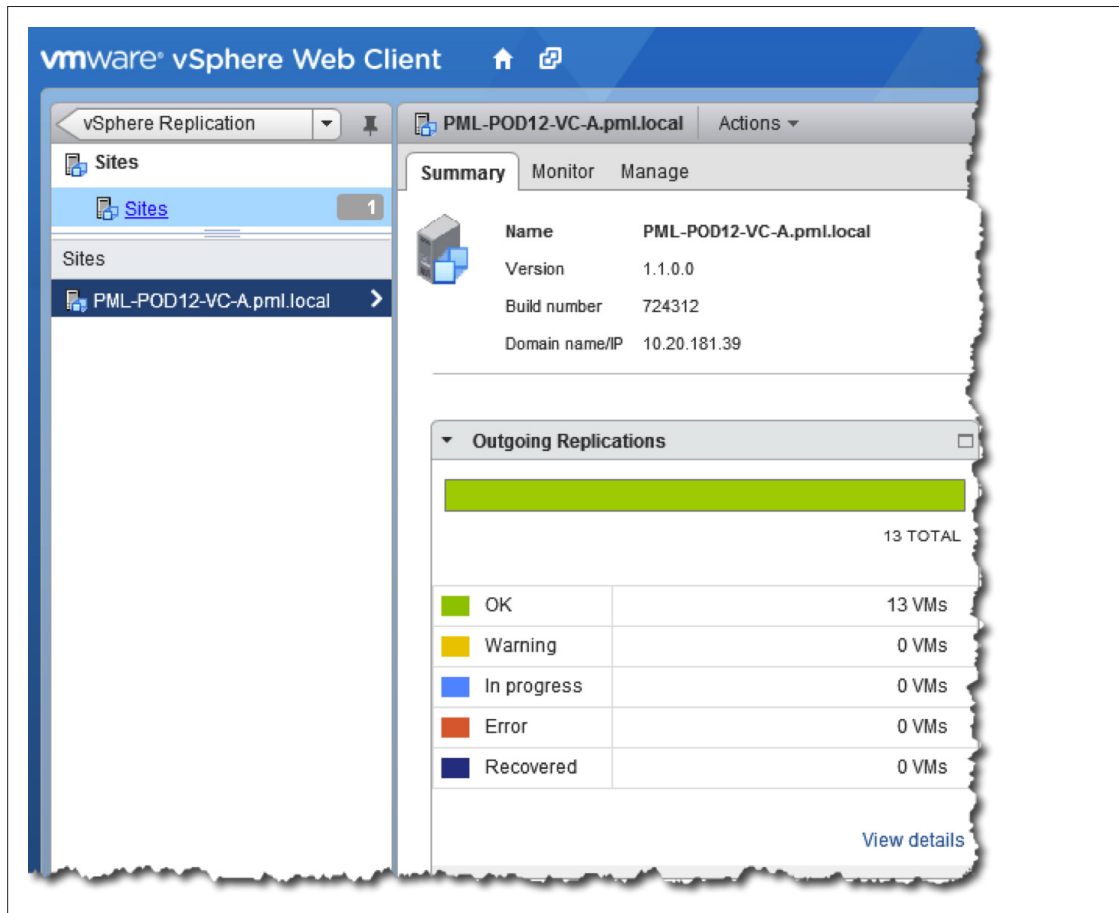 vmware® vSphere Web Client
vSphere Replication
Sites
Sites 1
Sites
PML-POD12-VC-A.pml.local
PML-POD12-VC-A.pml.local Actions
Summary Monitor Manage
Name PML-POD12-VC-A.pml.local
Version 1.1.0.0
Build number 724312
Domain name/IP 10.20.181.39
Outgoing Replications
13 TOTAL
OK 13 VMs
Warning 0 VMs
In progress 0 VMs
Error 0 VMs
Recovered 0 VMs
View details